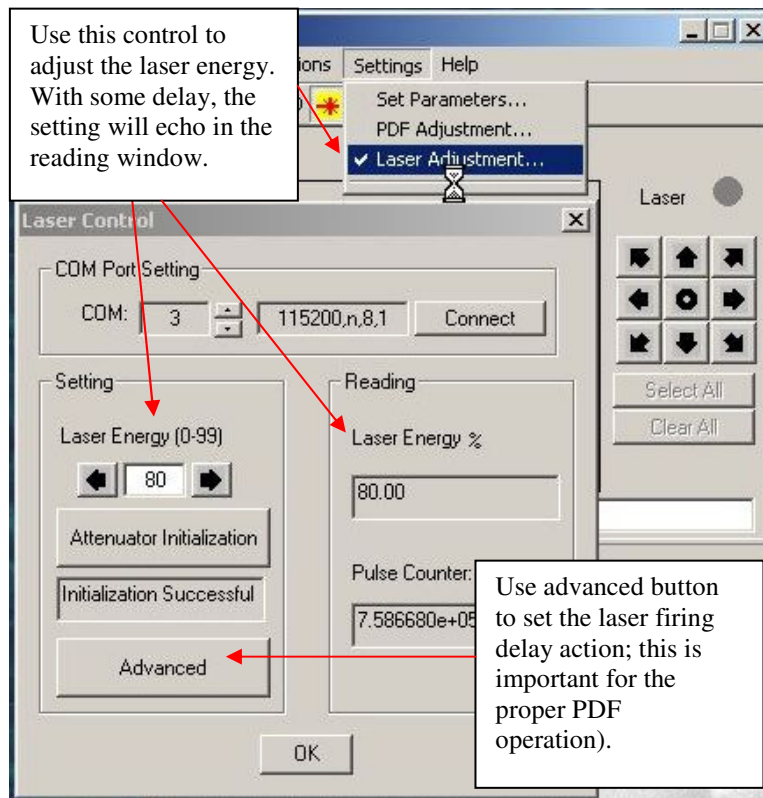 Use this control to
adjust the laser energy.
With some delay, the
setting will echo in the
reading window.
Settings Help
Set Parameters...
PDF Adjustment...
Laser Adjustment...
Laser
Select All
Clear All
Laser Control
COM Port Setting
COM: 3 115200,n,8,1 Connect
Setting
Laser Energy (0-99)
80
Attenuator Initialization
Initialization Successful
Advanced
Reading
Laser Energy %
80.00
Pulse Counter:
7.586680e+05
OK
Use advanced button
to set the laser firing
delay action; this is
important for the
proper PDF
operation).